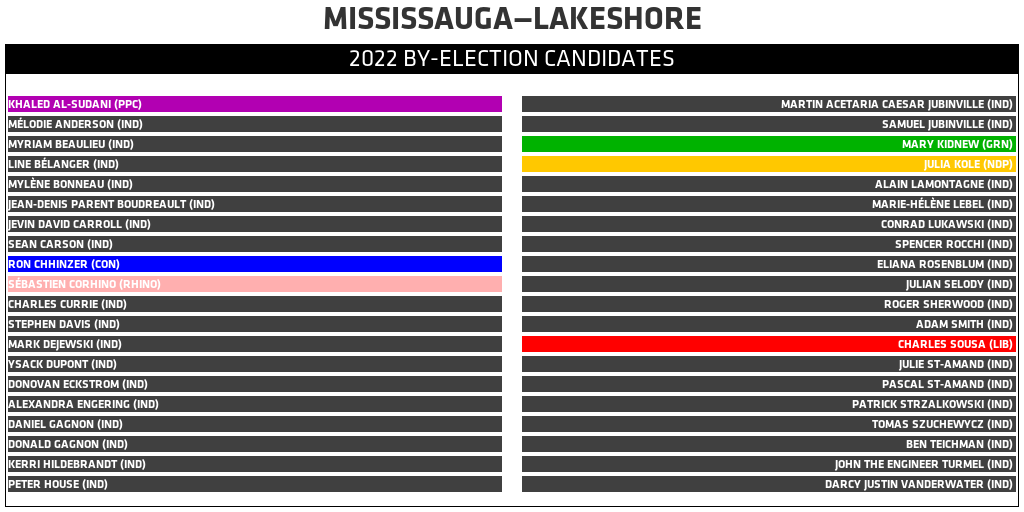 MISSISSAUGA—LAKESHORE
2022 BY-ELECTION CANDIDATES
KHALED AL-SUDANI (PPC)
MÉLODIE ANDERSON (IND)
MYRIAM BEAULIEU (IND)
LINE BÉLANGER (IND)
MYLÈNE BONNEAU (IND)
JEAN-DENIS PARENT BOUDREAULT (IND)
JEVIN DAVID CARROLL (IND)
SEAN CARSON (IND)
RON CHHINZER (CON)
SÉBASTIEN CORHINO (RHINO)
CHARLES CURRIE (IND)
STEPHEN DAVIS (IND)
MARK DEJEWSKI (IND)
YSACK DUPONT (IND)
DONOVAN ECKSTROM (IND)
ALEXANDRA ENGERING (IND)
DANIEL GAGNON (IND)
DONALD GAGNON (IND)
KERRI HILDEBRANDT (IND)
PETER HOUSE (IND)
MARTIN ACETARIA CAESAR JUBINVILLE (IND)
SAMUEL JUBINVILLE (IND)
MARY KIDNEW (GRN)
JULIA KOLE (NDP)
ALAIN LAMONTAGNE (IND)
MARIE-HÉLÈNE LEBEL (IND)
CONRAD LUKAWSKI (IND)
SPENCER ROCCHI (IND)
ELIANA ROSENBLUM (IND)
JULIAN SELODY (IND)
ROGER SHERWOOD (IND)
ADAM SMITH (IND)
CHARLES SOUSA (LIB)
JULIE ST-AMAND (IND)
PASCAL ST-AMAND (IND)
PATRICK STRZALKOWSKI (IND)
TOMAS SZUCHEWYCZ (IND)
BEN TEICHMAN (IND)
JOHN THE ENGINEER TURMEL (IND)
DARCY JUSTIN VANDERWATER (IND)